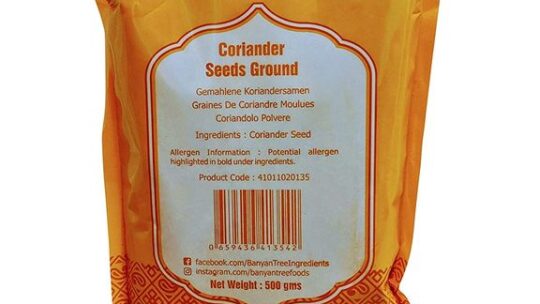 Coriander
Seeds Ground
Gemahlene Koriandersamen
Graines De Coriandre Moulues
Coriandolo Polvere
Ingredients : Coriander Seed
Allergen Information : Potential allergen
highlighted in bold under ingredients.
Product Code : 41011020135
0 659436 413542
facebook.com/BanyanTreeIngredients
instagram.com/banyantreefoods
Net Weight : 500 gms